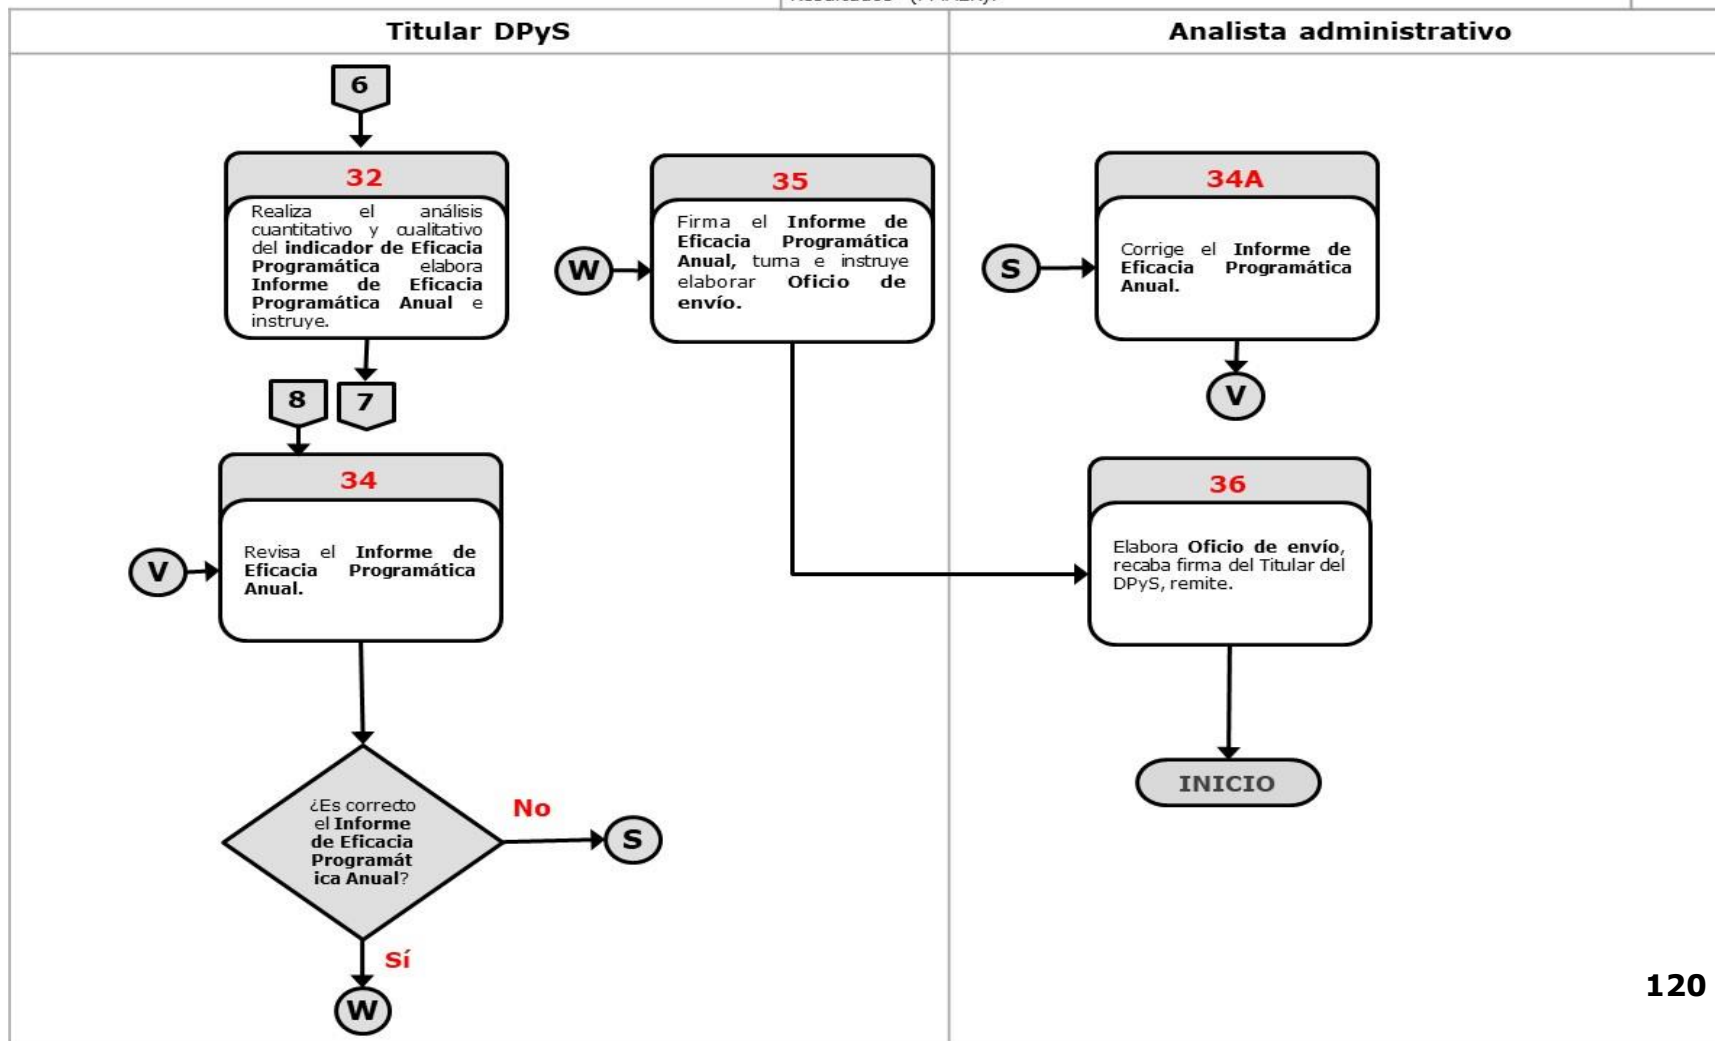 Titular DPyS
Analista administrativo
6
32
Realiza el análisis
cuantitativo y cualitativo
del indicador de Eficacia
Programática elabora
Informe de Eficacia
Programática Anual e
instruye.
8
7
34
V
Revisa el Informe de
Eficacia Programática
Anual.
¿Es correcto
el Informe
de Eficacia
Programát
ica Anual?
No
S
Sí
W
35
W
Firma el Informe de
Eficacia Programática
Anual, turna e instruye
elaborar Oficio de
envío.
34A
S
Corrige el Informe de
Eficacia Programática
Anual.
V
36
Elabora Oficio de envío,
recaba firma del Titular del
DPyS, remite.
INICIO
120